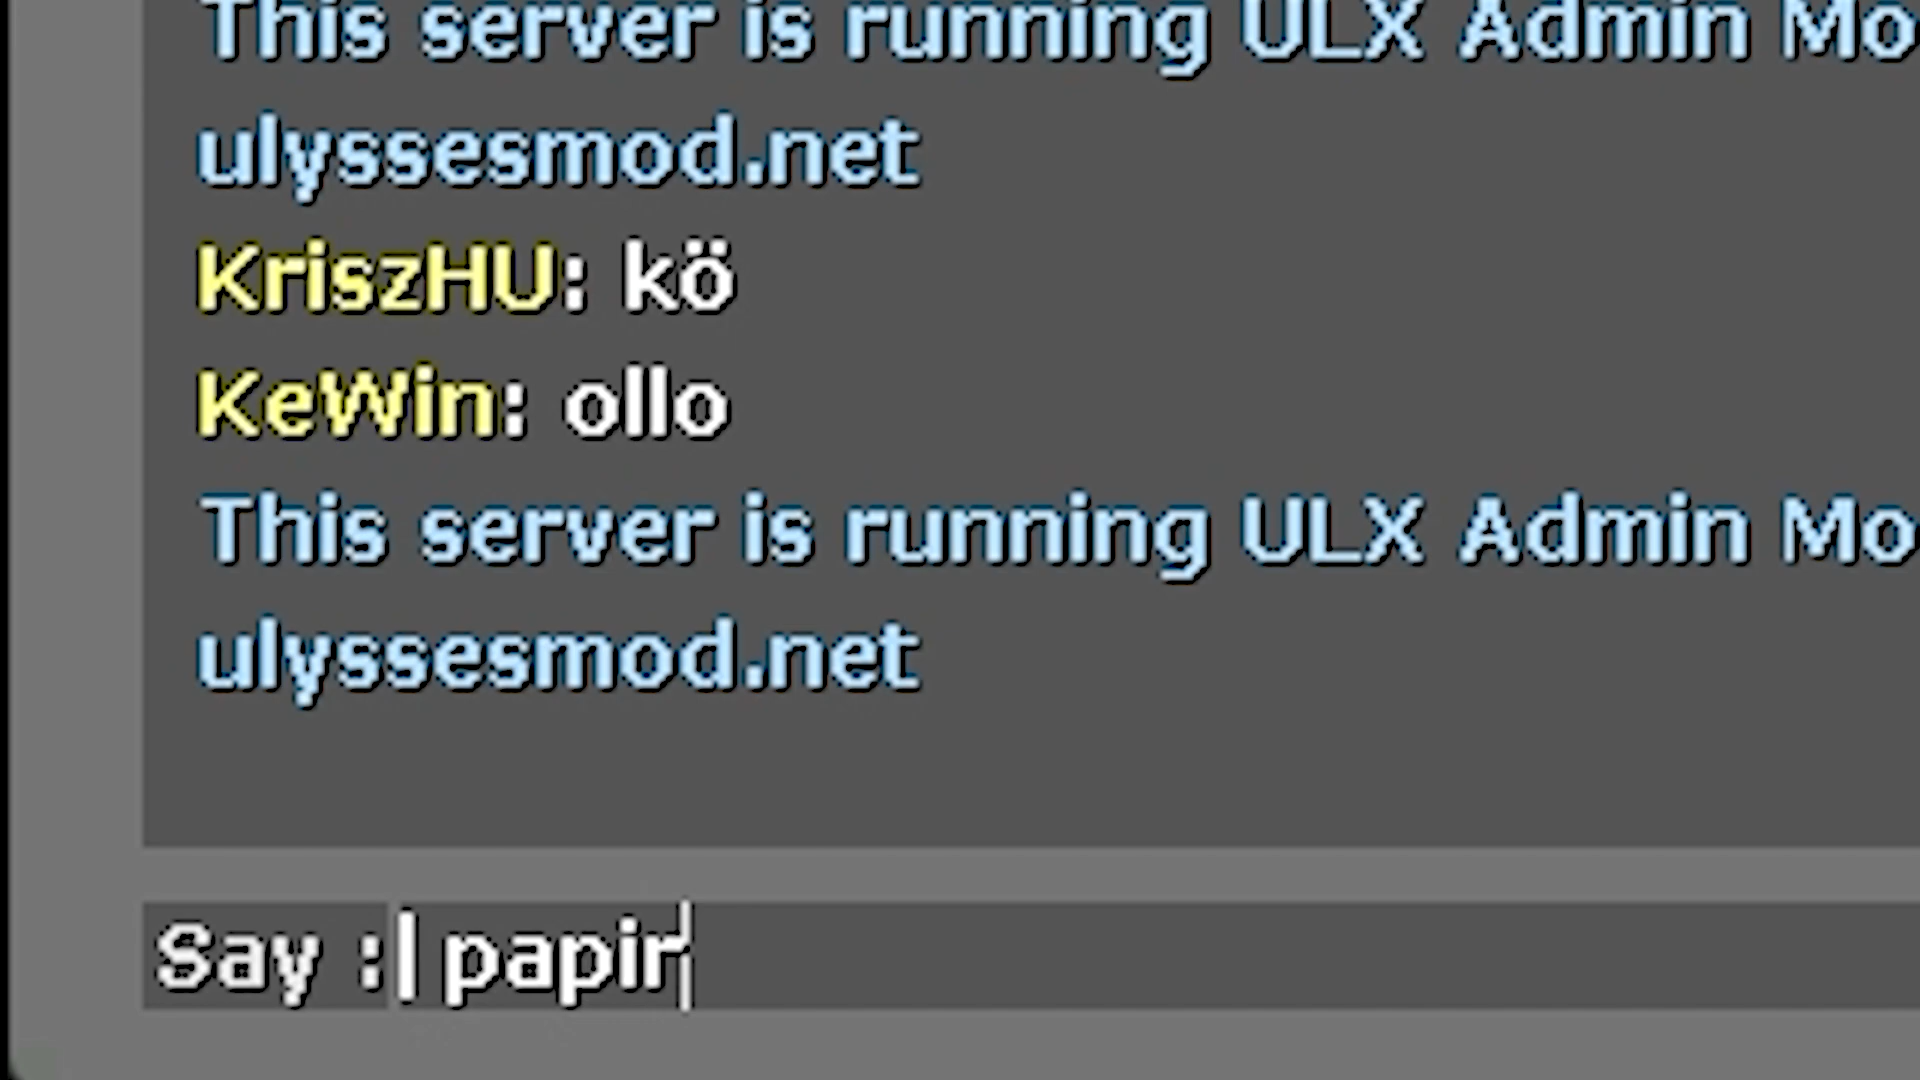 This server is running ULX Admin Mo
ulyssesmod.net
KriszHU: kö
KeWin: ollo
This server is running ULX Admin Mo
ulyssesmod.net
Say :| papir